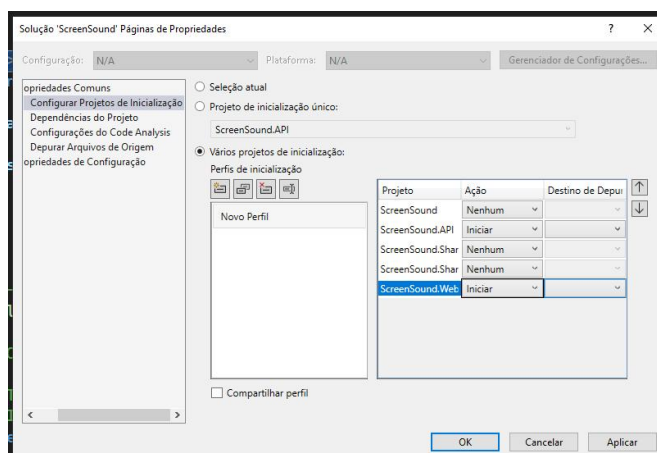 Solução 'ScreenSound' Páginas de Propriedades
? X
Configuração: N/A Plataforma: N/A Gerenciador de Configurações...
opriedades Comuns
Configurar Projetos de Inicialização
Dependências do Projeto
Configurações do Code Analysis
Depurar Arquivos de Origem
opriedades de Configuração
Seleção atual
Projeto de inicialização único:
ScreenSound.API
Vários projetos de inicialização:
Perfis de inicialização
Novo Perfil
Projeto Ação Destino de Depur
ScreenSound Nenhum
ScreenSound.API Iniciar
ScreenSound.Shar Nenhum
ScreenSound.Shar Nenhum
ScreenSound.Web Iniciar
Compartilhar perfil
OK Cancelar Aplicar